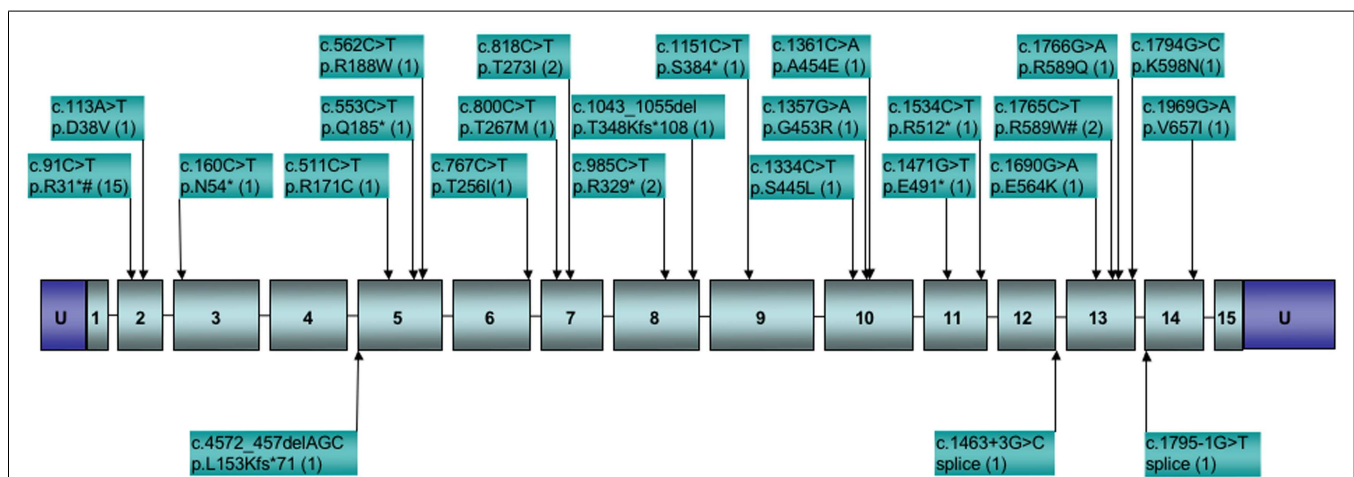 c.562C>T
p.R188W (1)
c.818C>T
p.T273I (2)
c.1151C>T
p.S384* (1)
c.1361C>A
p.A454E (1)
c.1766G>A
p.R589Q (1)
c.1794G>C
p.K598N(1)
c.113A>T
p.D38V (1)
c.553C>T
p.Q185* (1)
c.800C>T
p.T267M (1)
c.1043_1055del
p.T348Kfs*108 (1)
c.1357G>A
p.G453R (1)
c.1534C>T
p.R512* (1)
c.1765C>T
p.R589W# (2)
c.1969G>A
p.V657I (1)
c.91C>T
p.R31*# (15)
c.160C>T
p.N54* (1)
c.511C>T
p.R171C (1)
c.767C>T
p.T256I(1)
c.985C>T
p.R329* (2)
c.1334C>T
p.S445L (1)
c.1471G>T
p.E491* (1)
c.1690G>A
p.E564K (1)
U 1 2 3 4 5 6 7 8 9 10 11 12 13 14 15 U
c.4572_457delAGC
p.L153Kfs*71 (1)
c.1463+3G>C
splice (1)
c.1795-1G>T
splice (1)